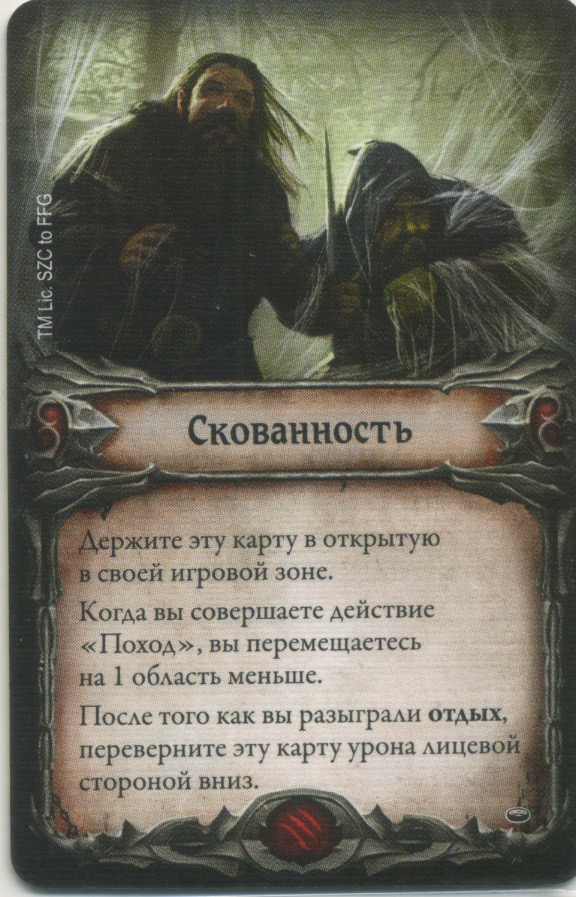 TM Lic. SZC to FFG
Скованность
Держите эту карту в открытую
в своей игровой зоне.
Когда вы совершаете действие
«Поход», вы перемещаетесь
на 1 область меньше.
После того как вы разыграли отдых,
переверните эту карту урона лицевой
стороной вниз.